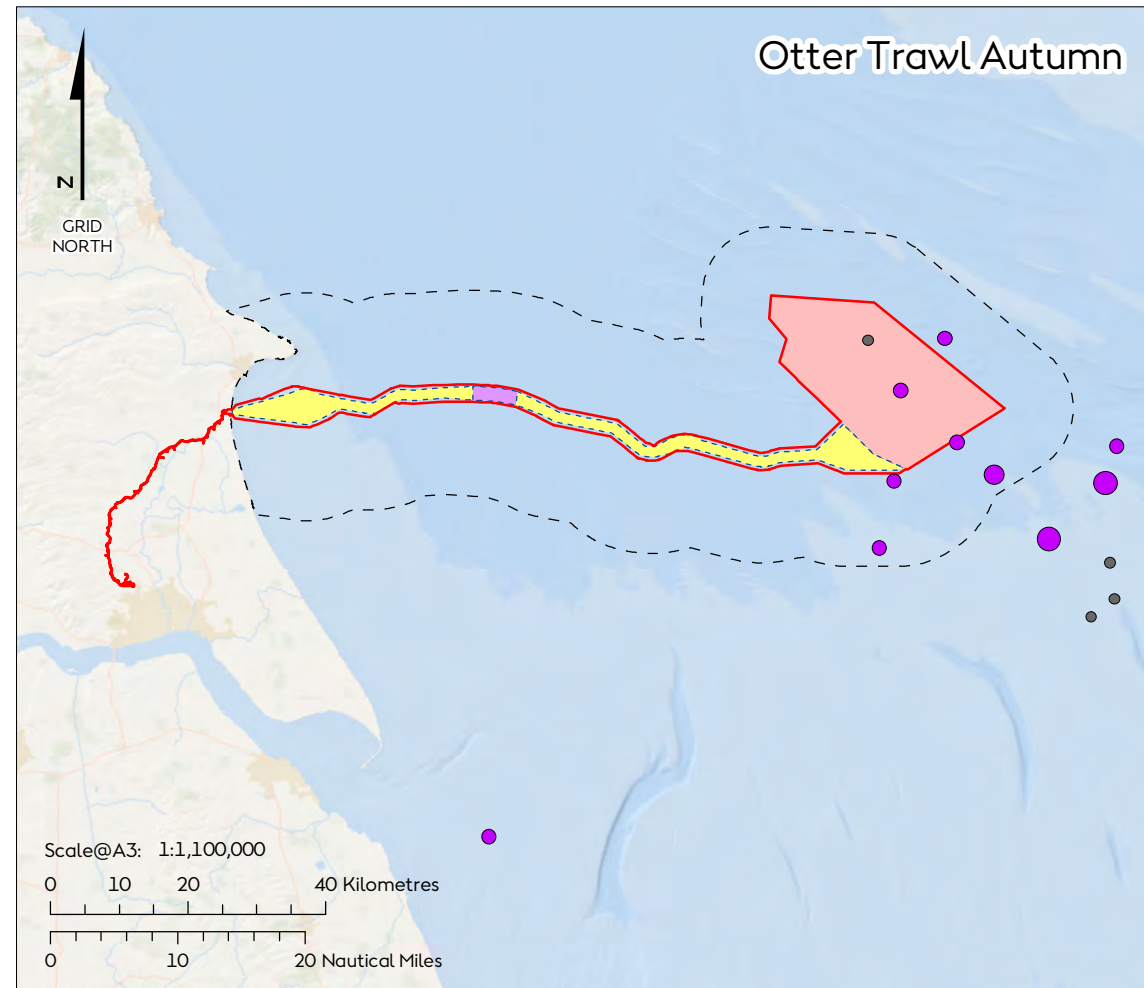 Otter Trawl Autumn
N
GRID
NORTH
Scale@A3: 1:1,100,000
0 10 20 40 Kilometres
0 10 20 Nautical Miles